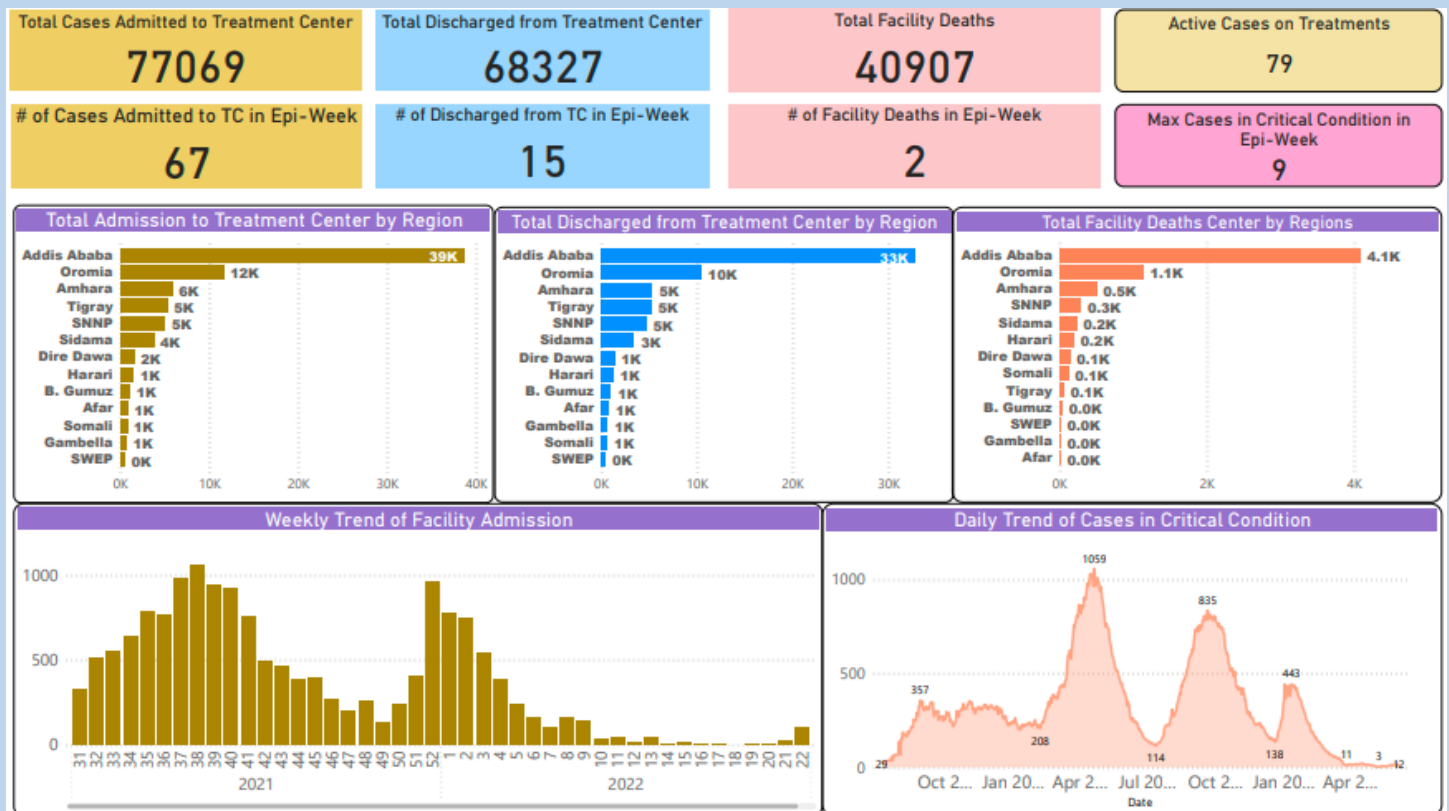 Total Cases Admitted to Treatment Center
77069
Total Discharged from Treatment Center
68327
Total Facility Deaths
40907
Active Cases on Treatments
79
# of Cases Admitted to TC in Epi-Week
67
# of Discharged from TC in Epi-Week
15
# of Facility Deaths in Epi-Week
2
Max Cases in Critical Condition in
Epi-Week
9
Total Admission to Treatment Center by Region
Addis Ababa 39K
Oromia 12K
Amhara 6K
Tigray 5K
SNNP 5K
Sidama 4K
Dire Dawa 2K
Harari 1K
B. Gumuz 1K
Afar 1K
Somali 1K
Gambella 1K
SWEP 0K
0K 10K 20K 30K 40K
Total Discharged from Treatment Center by Region
Addis Ababa 33K
Oromia 10K
Amhara 5K
Tigray 5K
SNNP 5K
Sidama 3K
Dire Dawa 1K
Harari 1K
B. Gumuz 1K
Afar 1K
Gambella 1K
Somali 1K
SWEP 0K
0K 10K 20K 30K
Total Facility Deaths Center by Regions
Addis Ababa 4.1K
Oromia 1.1K
Amhara 0.5K
SNNP 0.3K
Sidama 0.2K
Harari 0.2K
Dire Dawa 0.1K
Somali 0.1K
Tigray 0.1K
B. Gumuz 0.0K
SWEP 0.0K
Gambella 0.0K
Afar 0.0K
0K 2K 4K
Weekly Trend of Facility Admission
1000
500
0
31 32 33 34 35 36 37 38 39 40 41 42 43 44 45 46 47 48 49 50 51 52 1 2 3 4 5 6 7 8 9 10 11 12 13 14 15 16 17 18 19 20 21 22
2021 2022
Daily Trend of Cases in Critical Condition
1059
1000
835
500
443
357
208
114
138
11
3
12
29
0
Oct 2... Jan 20... Apr 2... Jul 20... Oct 2... Jan 20... Apr 2...
Date